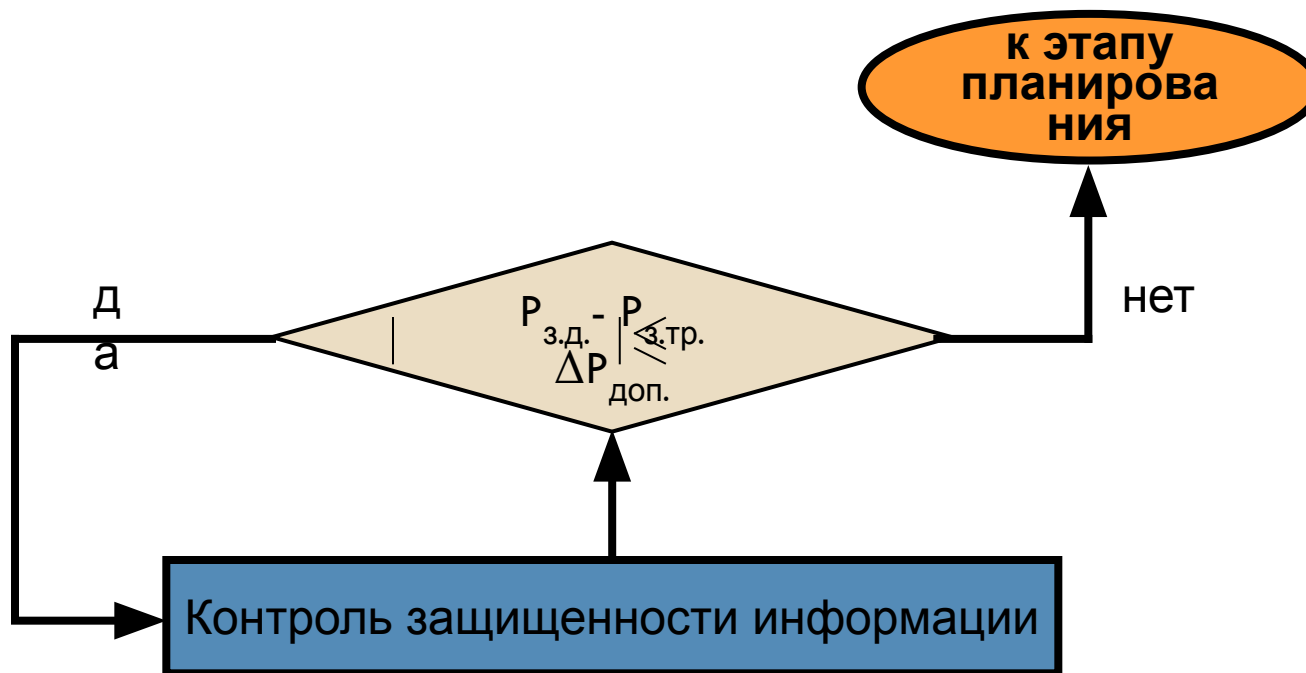 к этапу
планирова
ния
д
а
нет
| Pз.д.- Pз.тр. | ⩽
ΔPдоп.
Контроль защищенности информации